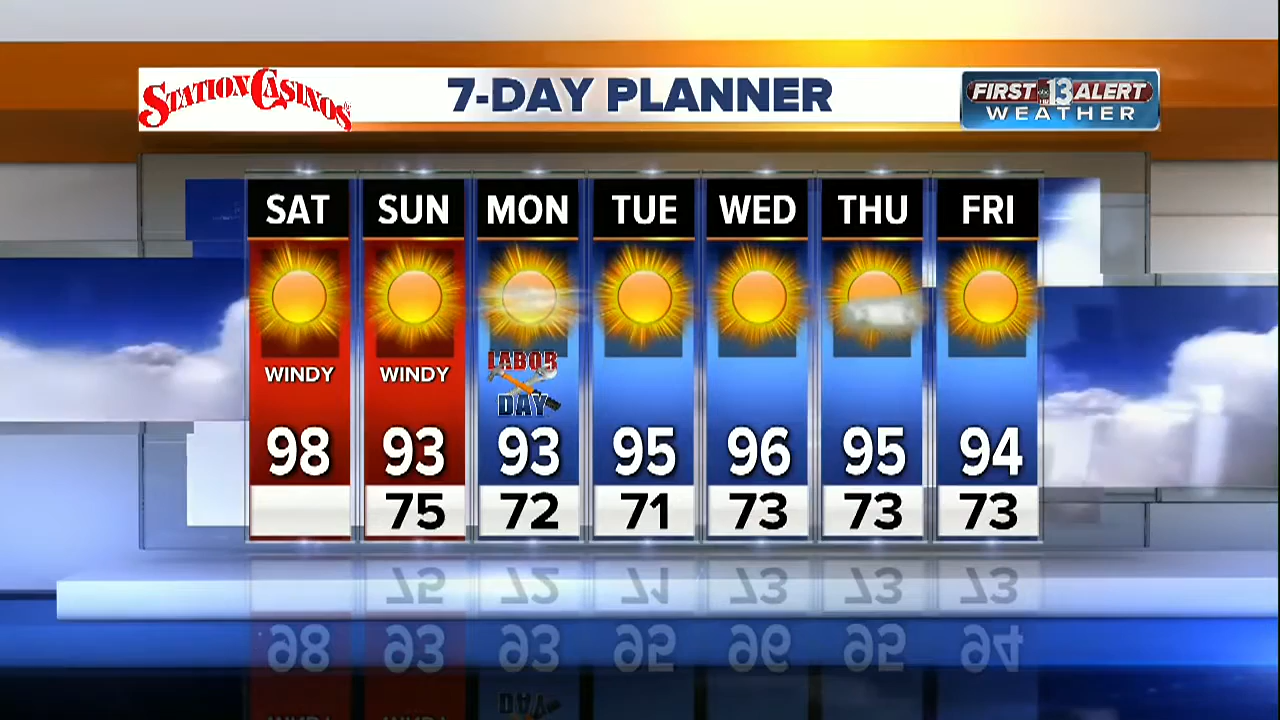 STATION CASINOS
7-DAY PLANNER
FIRST 13 ALERT
WEATHER
SAT SUN MON TUE WED THU FRI
WINDY WINDY
LABOR
DAY
98 93 93 95 96 95 94
75 72 71 73 73 73